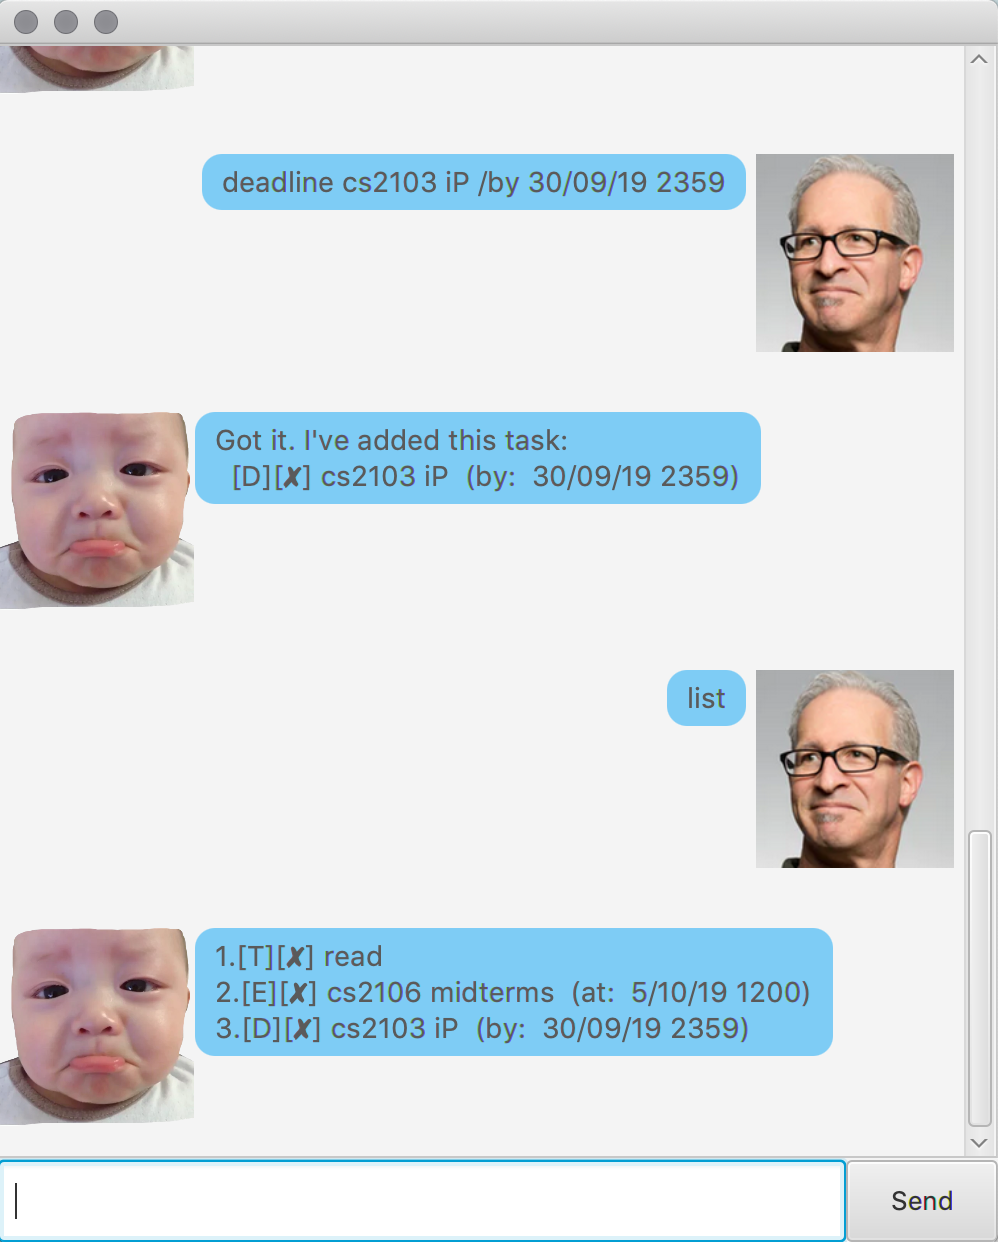 deadline cs2103 iP /by 30/09/19 2359
Got it. I've added this task:
[D][✘] cs2103 iP  (by:  30/09/19 2359)
list
1.[T][✘] read
2.[E][✘] cs2106 midterms  (at:  5/10/19 1200)
3.[D][✘] cs2103 iP  (by:  30/09/19 2359)
Send